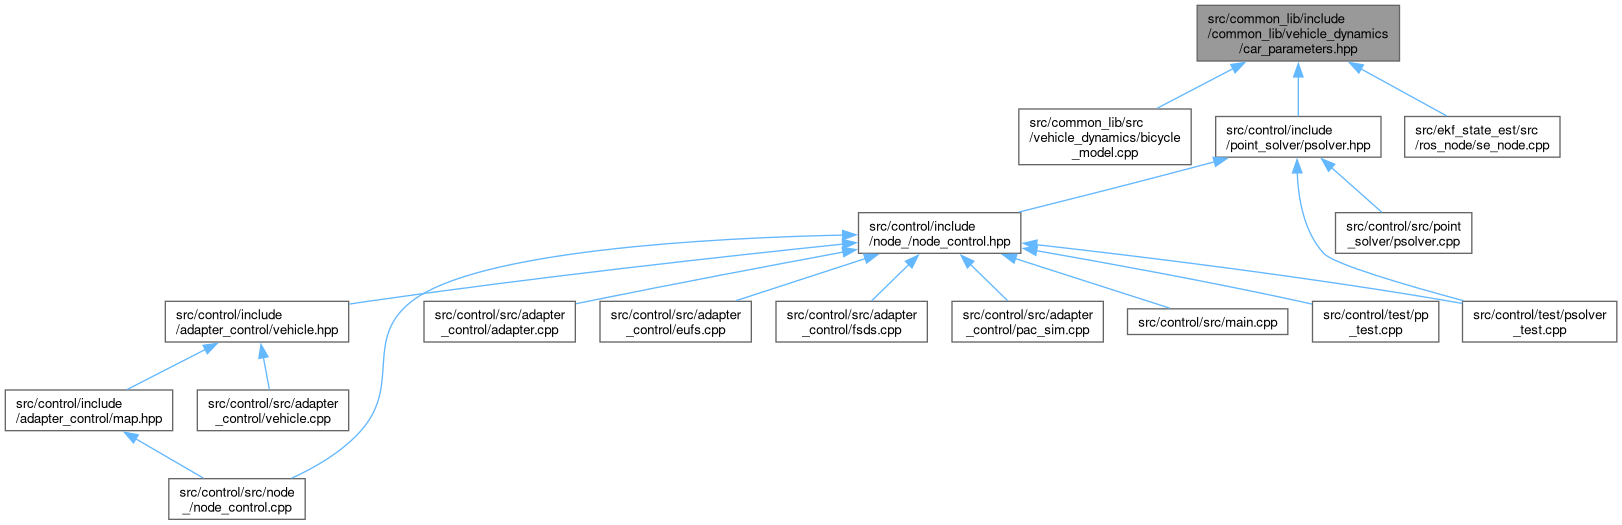 src/common_lib/include
/common_lib/vehicle_dynamics
/car_parameters.hpp
src/common_lib/src
/vehicle_dynamics/bicycle
_model.cpp
src/control/include
/point_solver/psolver.hpp
src/ekf_state_est/src
/ros_node/se_node.cpp
src/control/include
/node_/node_control.hpp
src/control/src/point
_solver/psolver.cpp
src/control/include
/adapter_control/vehicle.hpp
src/control/src/adapter
_control/adapter.cpp
src/control/src/adapter
_control/eufs.cpp
src/control/src/adapter
_control/fsds.cpp
src/control/src/adapter
_control/pac_sim.cpp
src/control/src/main.cpp
src/control/test/pp
_test.cpp
src/control/test/psolver
_test.cpp
src/control/include
/adapter_control/map.hpp
src/control/src/adapter
_control/vehicle.cpp
src/control/src/node
_/node_control.cpp